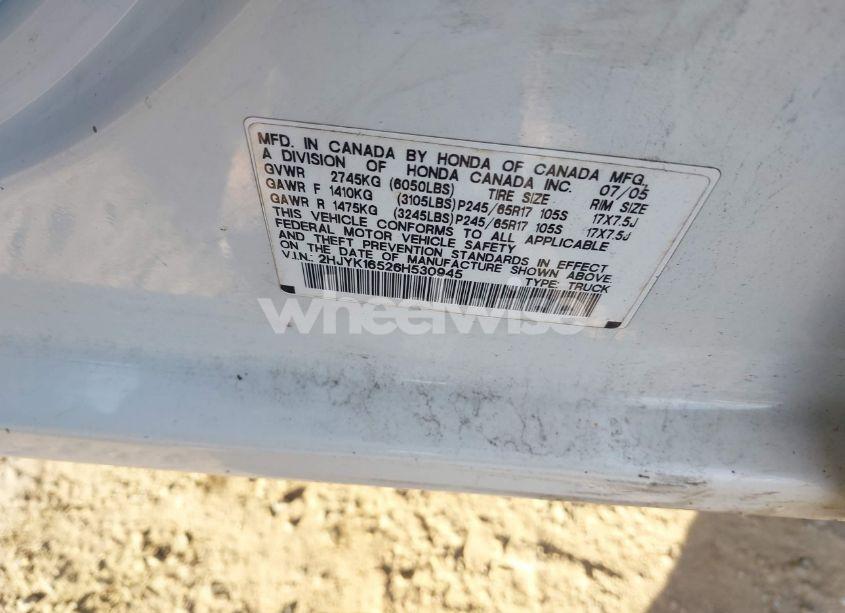 MFD. IN CANADA BY HONDA OF CANADA MFG.
A DIVISION OF HONDA CANADA INC. 07/05
GVWR 2745KG (6050LBS) TIRE SIZE RIM SIZE
GAWR F 1410KG (3105LBS) P245/65R17 105S 17X7.5J
GAWR R 1475KG (3245LBS) P245/65R17 105S 17X7.5J
THIS VEHICLE CONFORMS TO ALL APPLICABLE
FEDERAL MOTOR VEHICLE SAFETY
AND THEFT PREVENTION STANDARDS IN EFFECT
ON THE DATE OF MANUFACTURE SHOWN ABOVE.
V.I.N.: 2HJYK16526H530945 TYPE: TRUCK
wheelwise